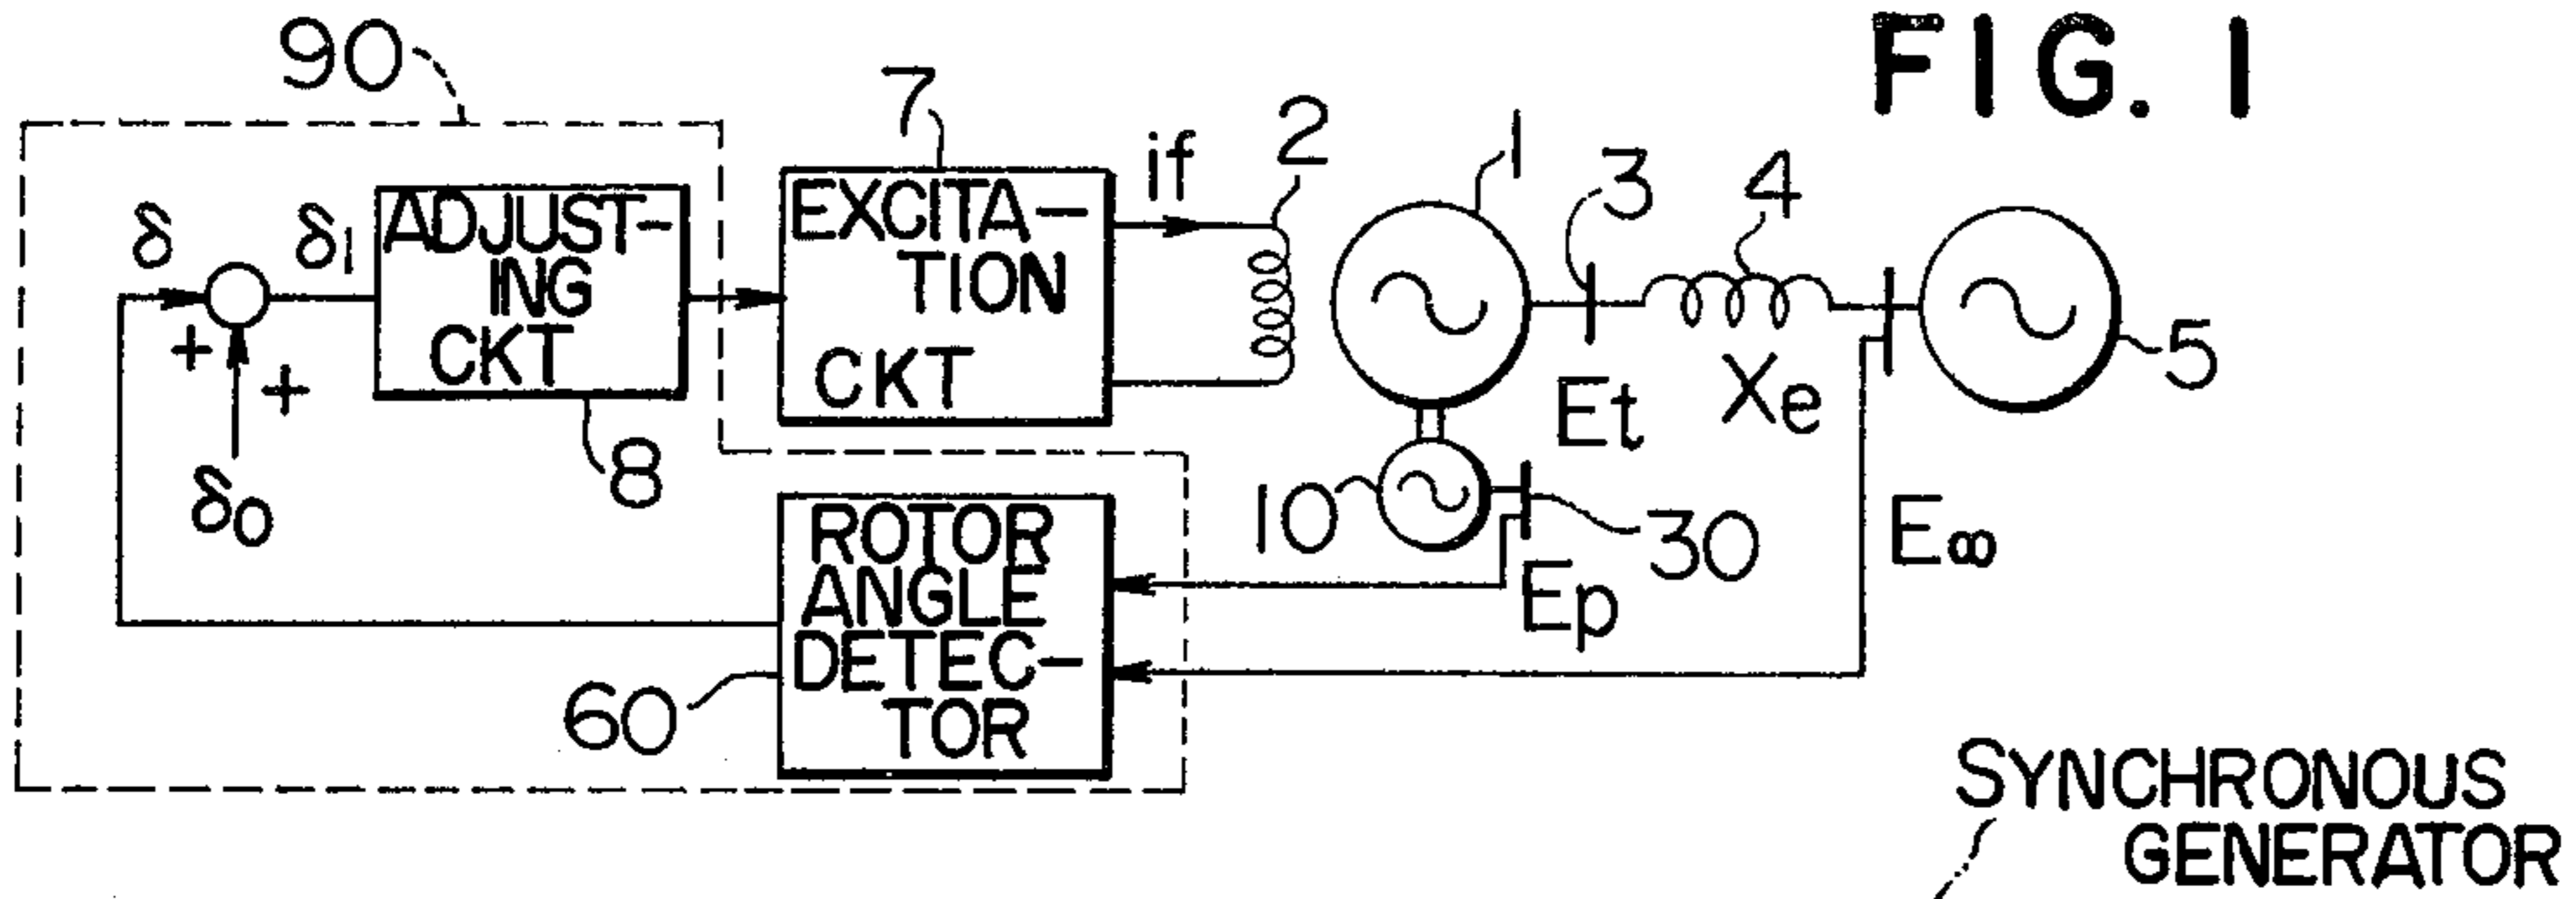 FIG. 1
90
7
if
2
1
3
4
5
δ
δ1
ADJUST-
ING
CKT
EXCITA-
TION
CKT
+
+
δ0
8
Et
Xe
10
30
E∞
Ep
ROTOR
ANGLE
DETEC-
TOR
60
SYNCHRONOUS
GENERATOR